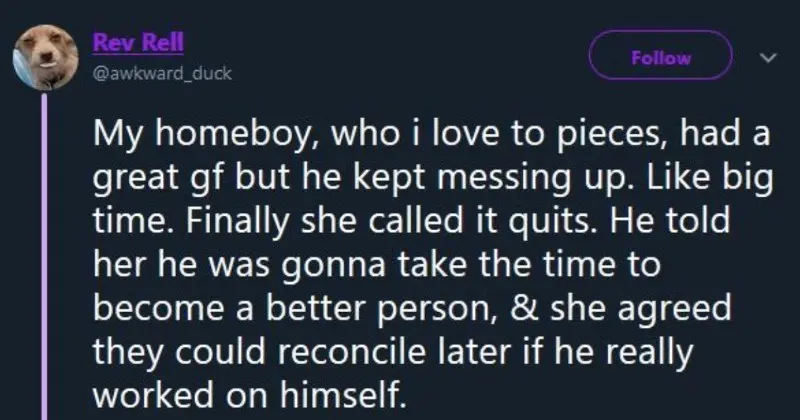 Rev Rell
@awkward_duck
Follow
My homeboy, who i love to pieces, had a
great gf but he kept messing up. Like big
time. Finally she called it quits. He told
her he was gonna take the time to
become a better person, & she agreed
they could reconcile later if he really
worked on himself.